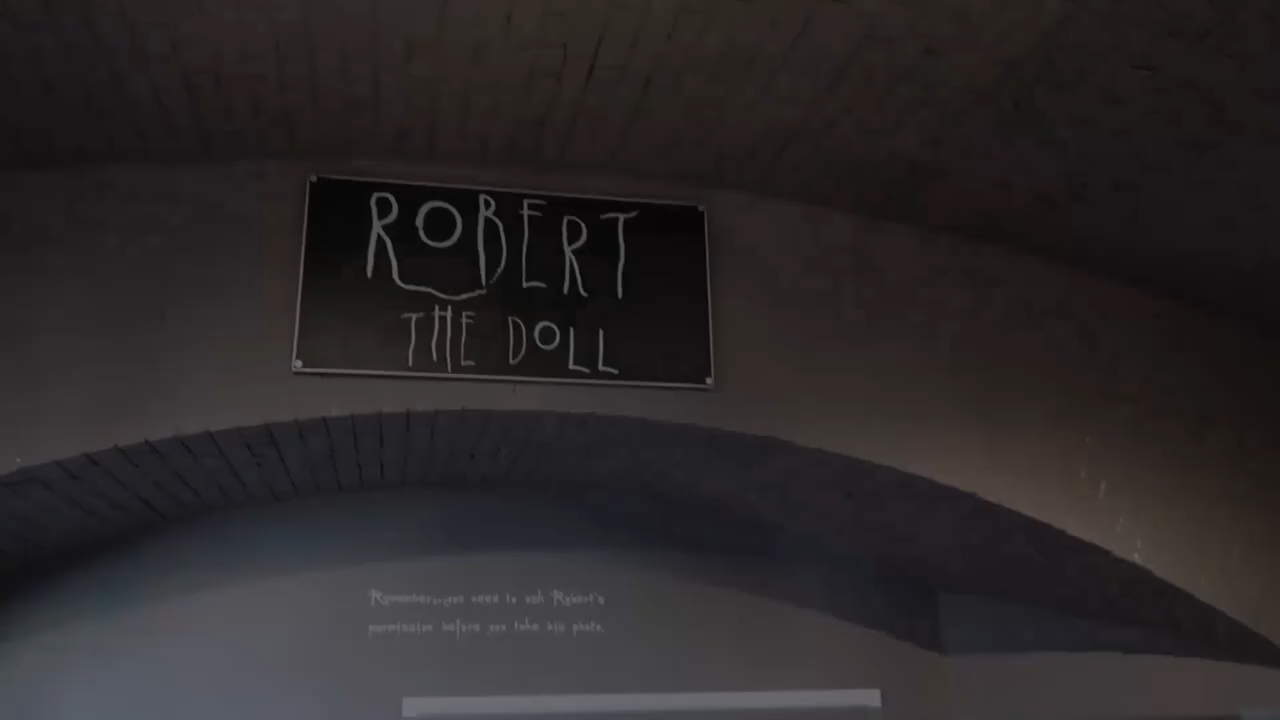 ROBERT
THE DOLL
Remember, you need to ask Robert's
permission before you take his photo.